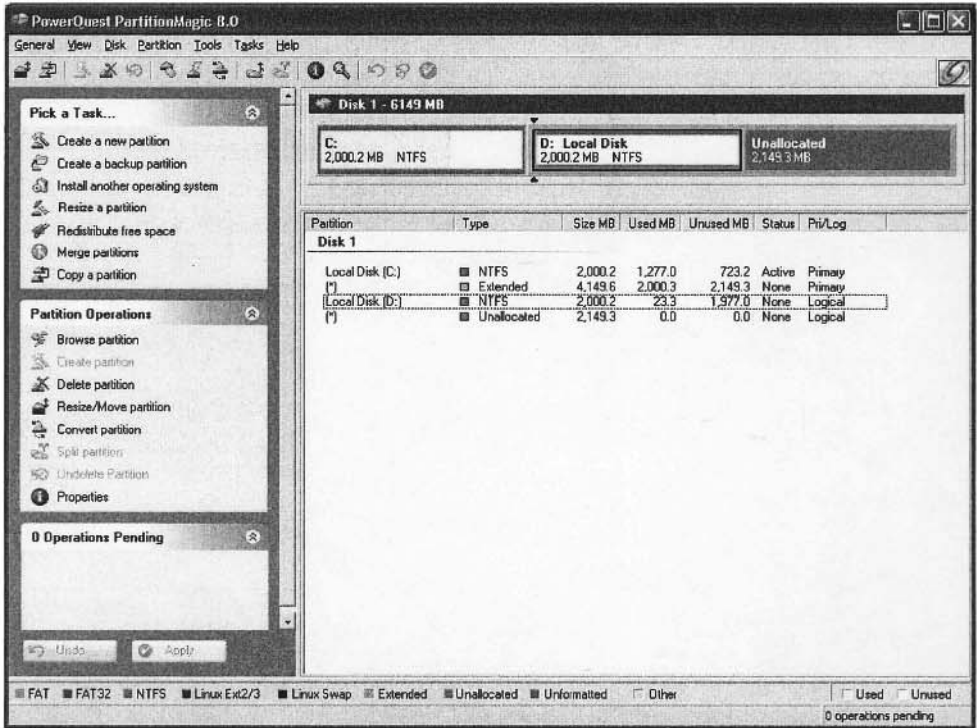 PowerQuest PartitionMagic 8.0
General View Disk Partition Tools Tasks Help
Pick a Task...
Create a new partition
Create a backup partition
Install another operating system
Resize a partition
Redistribute free space
Merge partitions
Copy a partition
Partition Operations
Browse partition
Create partition
Delete partition
Resize/Move partition
Convert partition
Split partition
Undelete Partition
Properties
0 Operations Pending
Undo
Apply
Disk 1 - 6149 MB
C:
2,000.2 MB NTFS
D: Local Disk
2,000.2 MB NTFS
Unallocated
2,149.3 MB
Partition Type Size MB Used MB Unused MB Status Pri/Log
Disk 1
Local Disk (C:) NTFS 2,000.2 1,277.0 723.2 Active Primary
(*) Extended 4,149.6 2,000.3 2,149.3 None Primary
Local Disk (D:) NTFS 2,000.2 23.3 1,977.0 None Logical
(*) Unallocated 2,149.3 0.0 0.0 None Logical
FAT FAT32 NTFS Linux Ext2/3 Linux Swap Extended Unallocated Unformatted Other Used Unused
0 operations pending